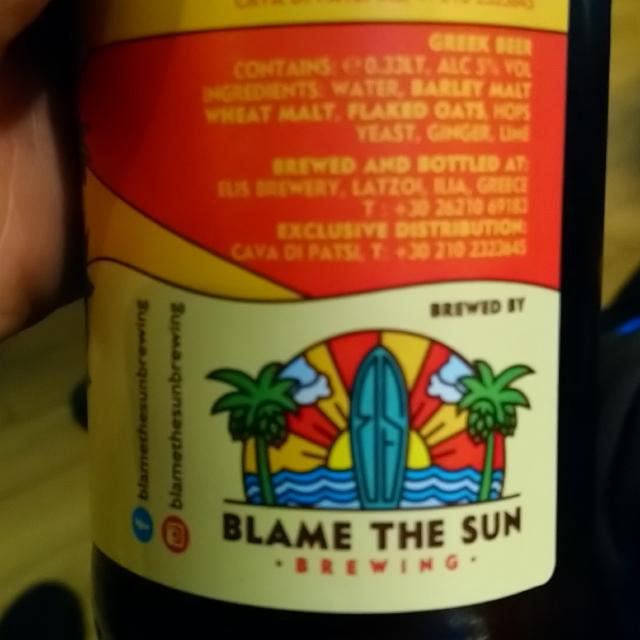 GREEK BEER
CONTAINS: ℮ 0.33LT, ALC 5% VOL
INGREDIENTS: WATER, BARLEY MALT
WHEAT MALT, FLAKED OATS, HOPS
YEAST, GINGER, LIME
BREWED AND BOTTLED AT:
ELIS BREWERY, LATZOI, ILIA, GREECE
T : +30 26210 69183
EXCLUSIVE DISTRIBUTION:
CAVA DI PATSI, T: +30 210 2323645
BREWED BY
blamethesunbrewing
blamethesunbrewing
BLAME THE SUN
· BREWING ·